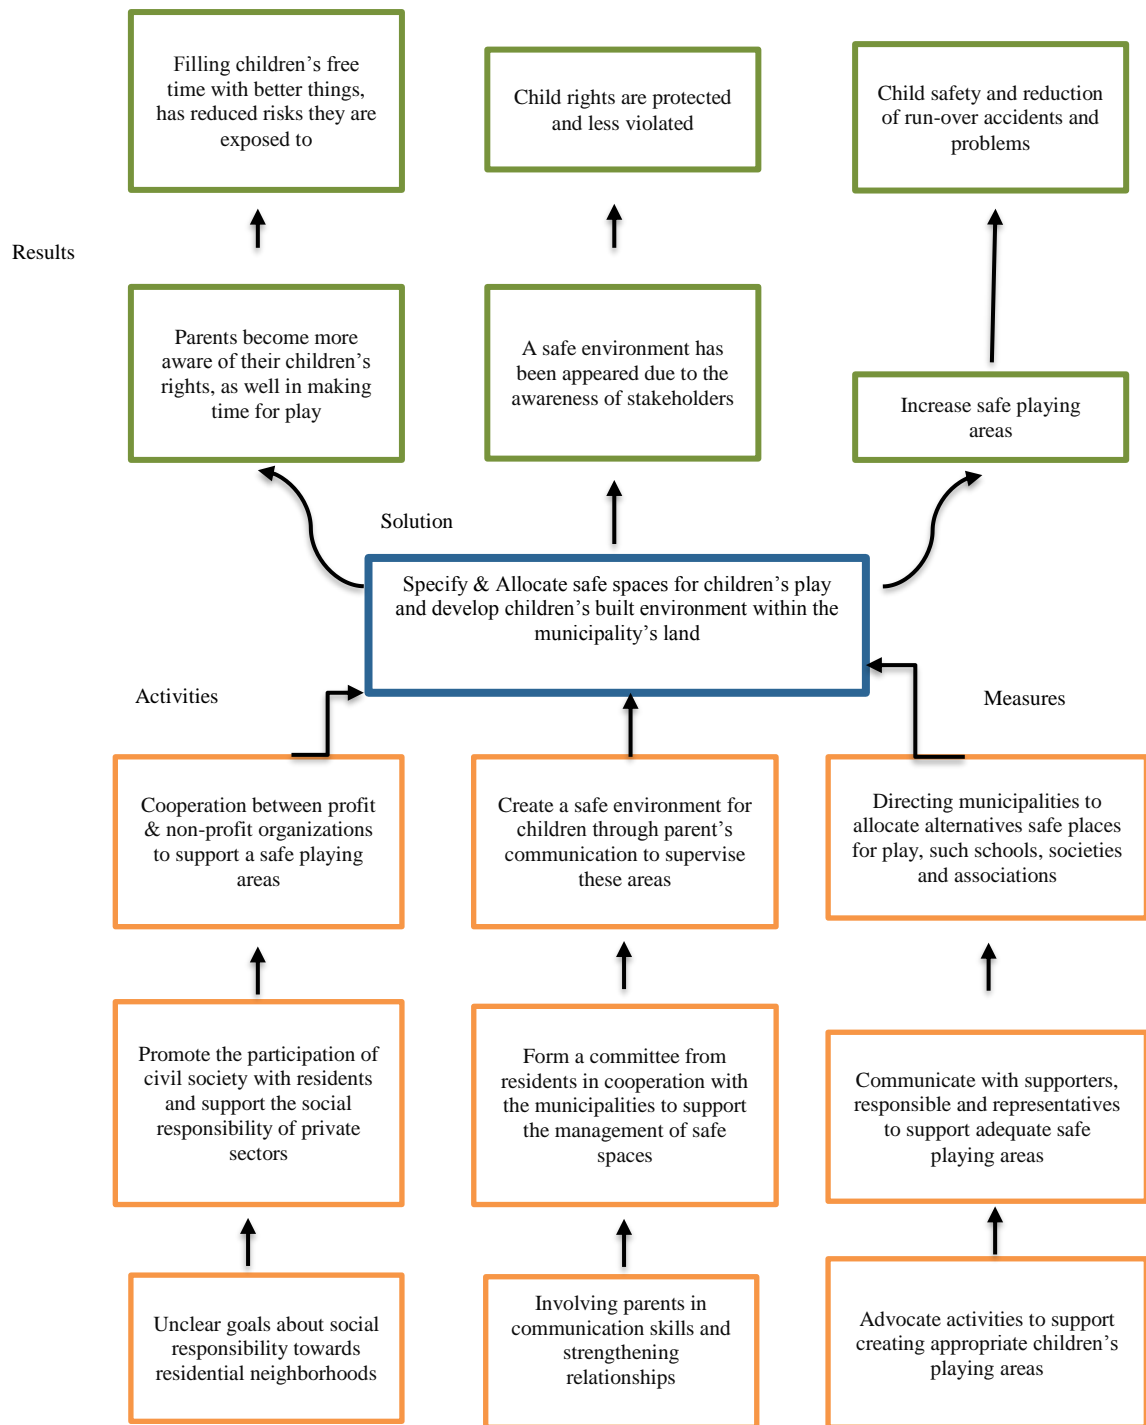 Filling children’s free
time with better things,
has reduced risks they are
exposed to
Child rights are protected
and less violated
Child safety and reduction
of run-over accidents and
problems
Results
Parents become more
aware of their children’s
rights, as well in making
time for play
A safe environment has
been appeared due to the
awareness of stakeholders
Increase safe playing
areas
Solution
Specify & Allocate safe spaces for children’s play
and develop children’s built environment within the
municipality’s land
Activities
Measures
Cooperation between profit
& non-profit organizations
to support a safe playing
areas
Create a safe environment for
children through parent’s
communication to supervise
these areas
Directing municipalities to
allocate alternatives safe places
for play, such schools, societies
and associations
Promote the participation of
civil society with residents
and support the social
responsibility of private
sectors
Form a committee from
residents in cooperation with
the municipalities to support
the management of safe
spaces
Communicate with supporters,
responsible and representatives
to support adequate safe
playing areas
Unclear goals about social
responsibility towards
residential neighborhoods
Involving parents in
communication skills and
strengthening
relationships
Advocate activities to support
creating appropriate children’s
playing areas